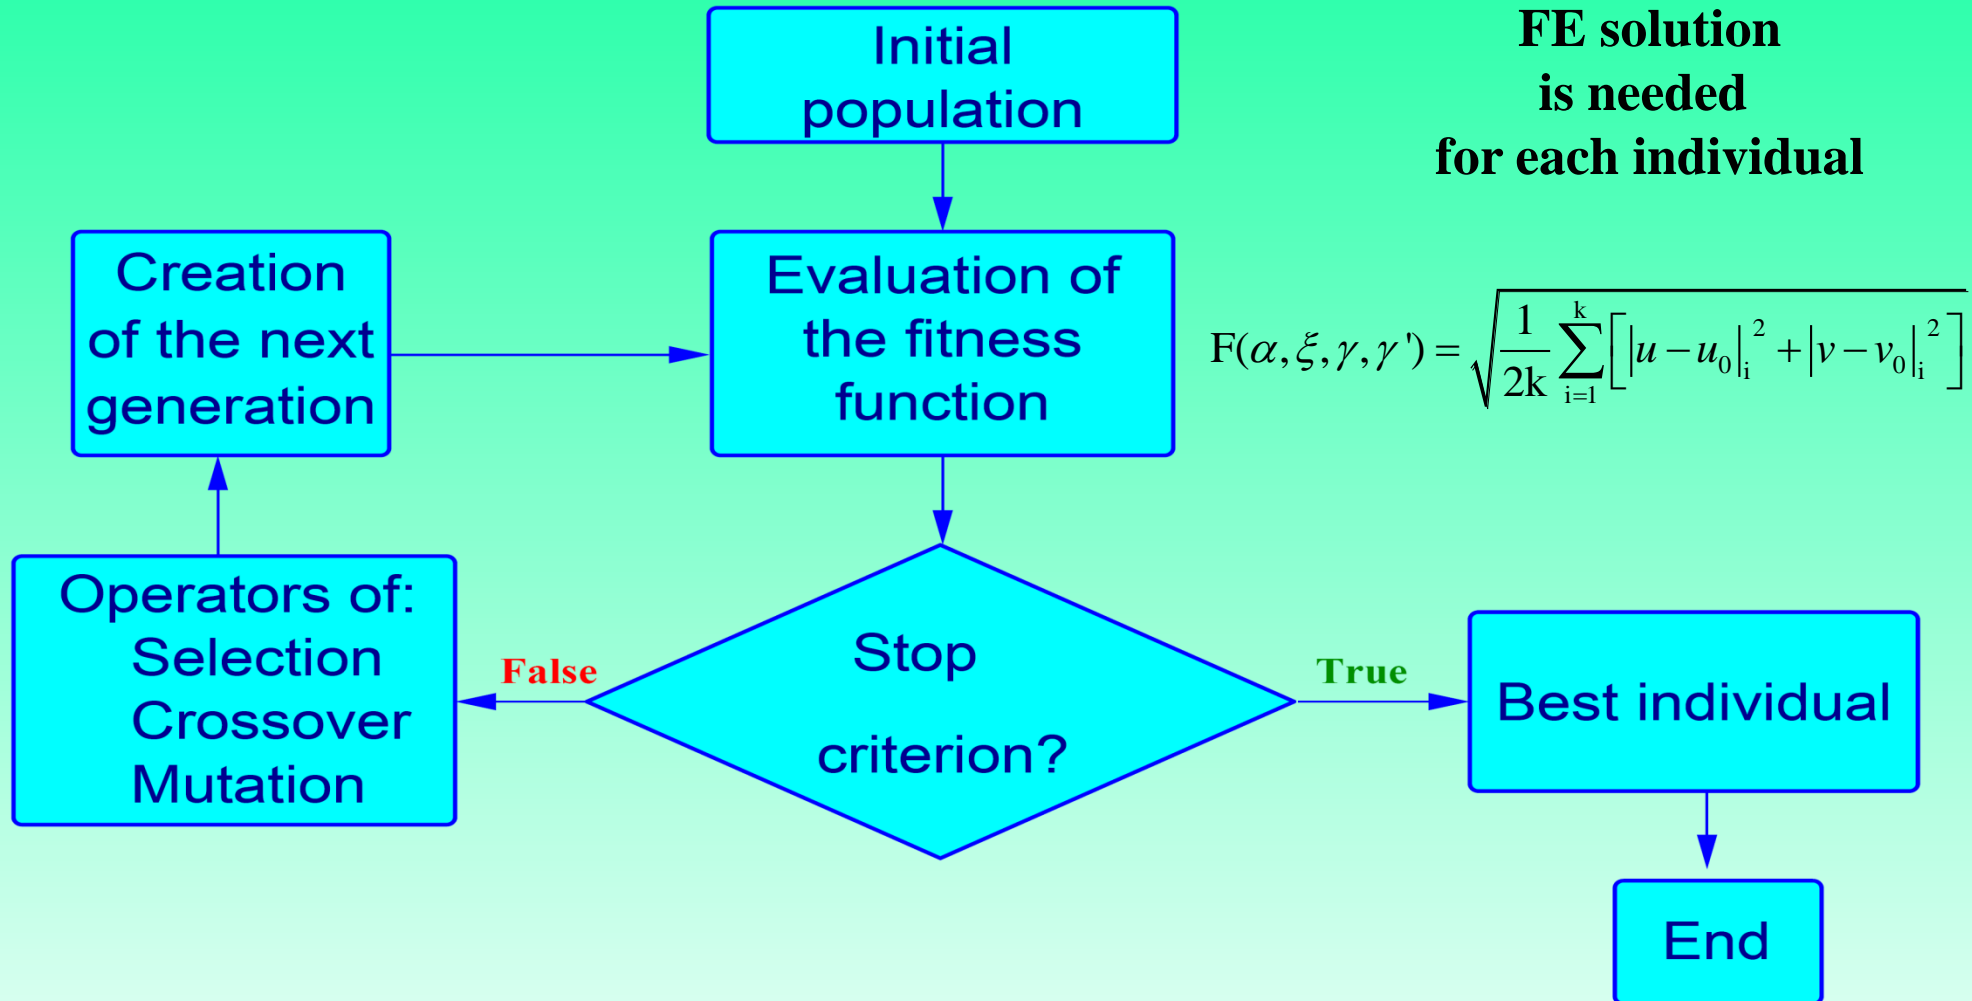 Initial
population
FE solution
is needed
for each individual
Creation
of the next
generation
Evaluation of
the fitness
function
F(α, ξ, γ, γ ') = √(1/2k ∑_{i=1}^{k} [|u − u₀|ᵢ² + |v − v₀|ᵢ²])
Operators of:
Selection
Crossover
Mutation
False
Stop
criterion?
True
Best individual
End